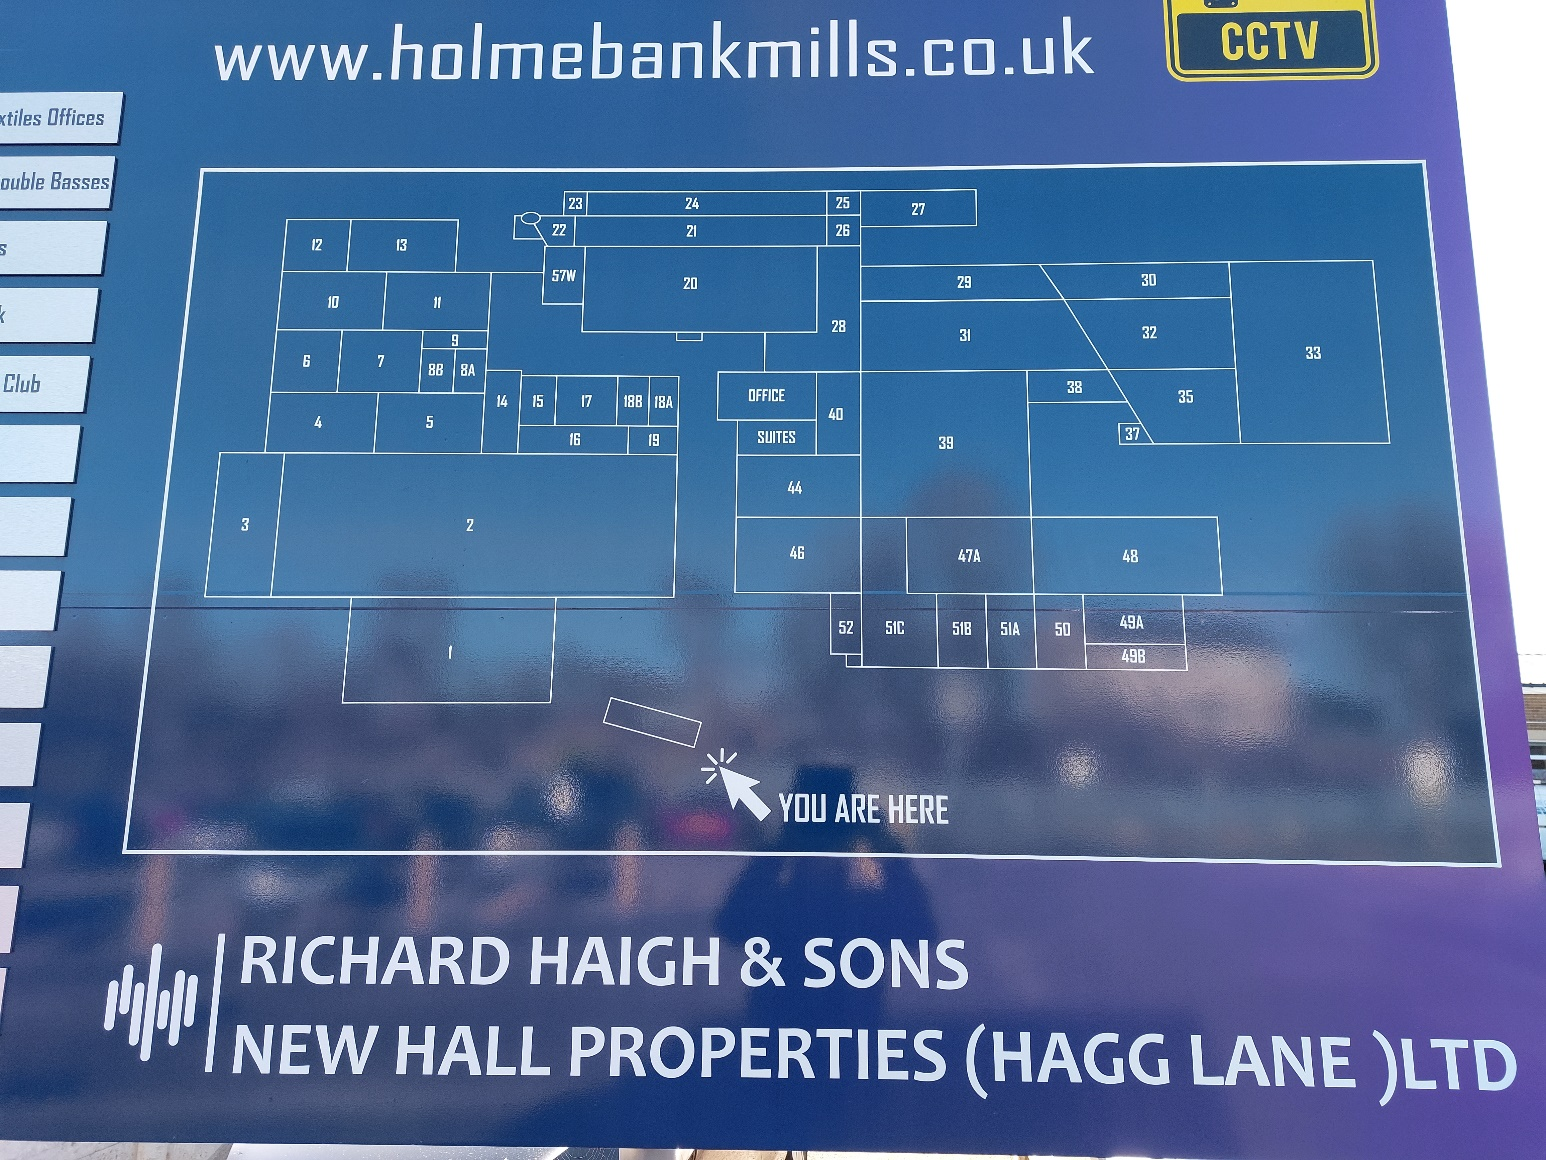 www.holmebankmills.co.uk
CCTV
xtiles Offices
ouble Basses
s
k
Club
23 24 25 27
22 21 26
12 13
57W 20
29 30
10 11
28 31 32 33
9
6 7 8B 8A
14 15 17 18B 18A
OFFICE 40
38 35
4 5
16 19
SUITES
39 37
44
3 2
46 47A 48
52 51C 51B 51A 50 49A
49B
1
YOU ARE HERE
RICHARD HAIGH & SONS
NEW HALL PROPERTIES (HAGG LANE )LTD